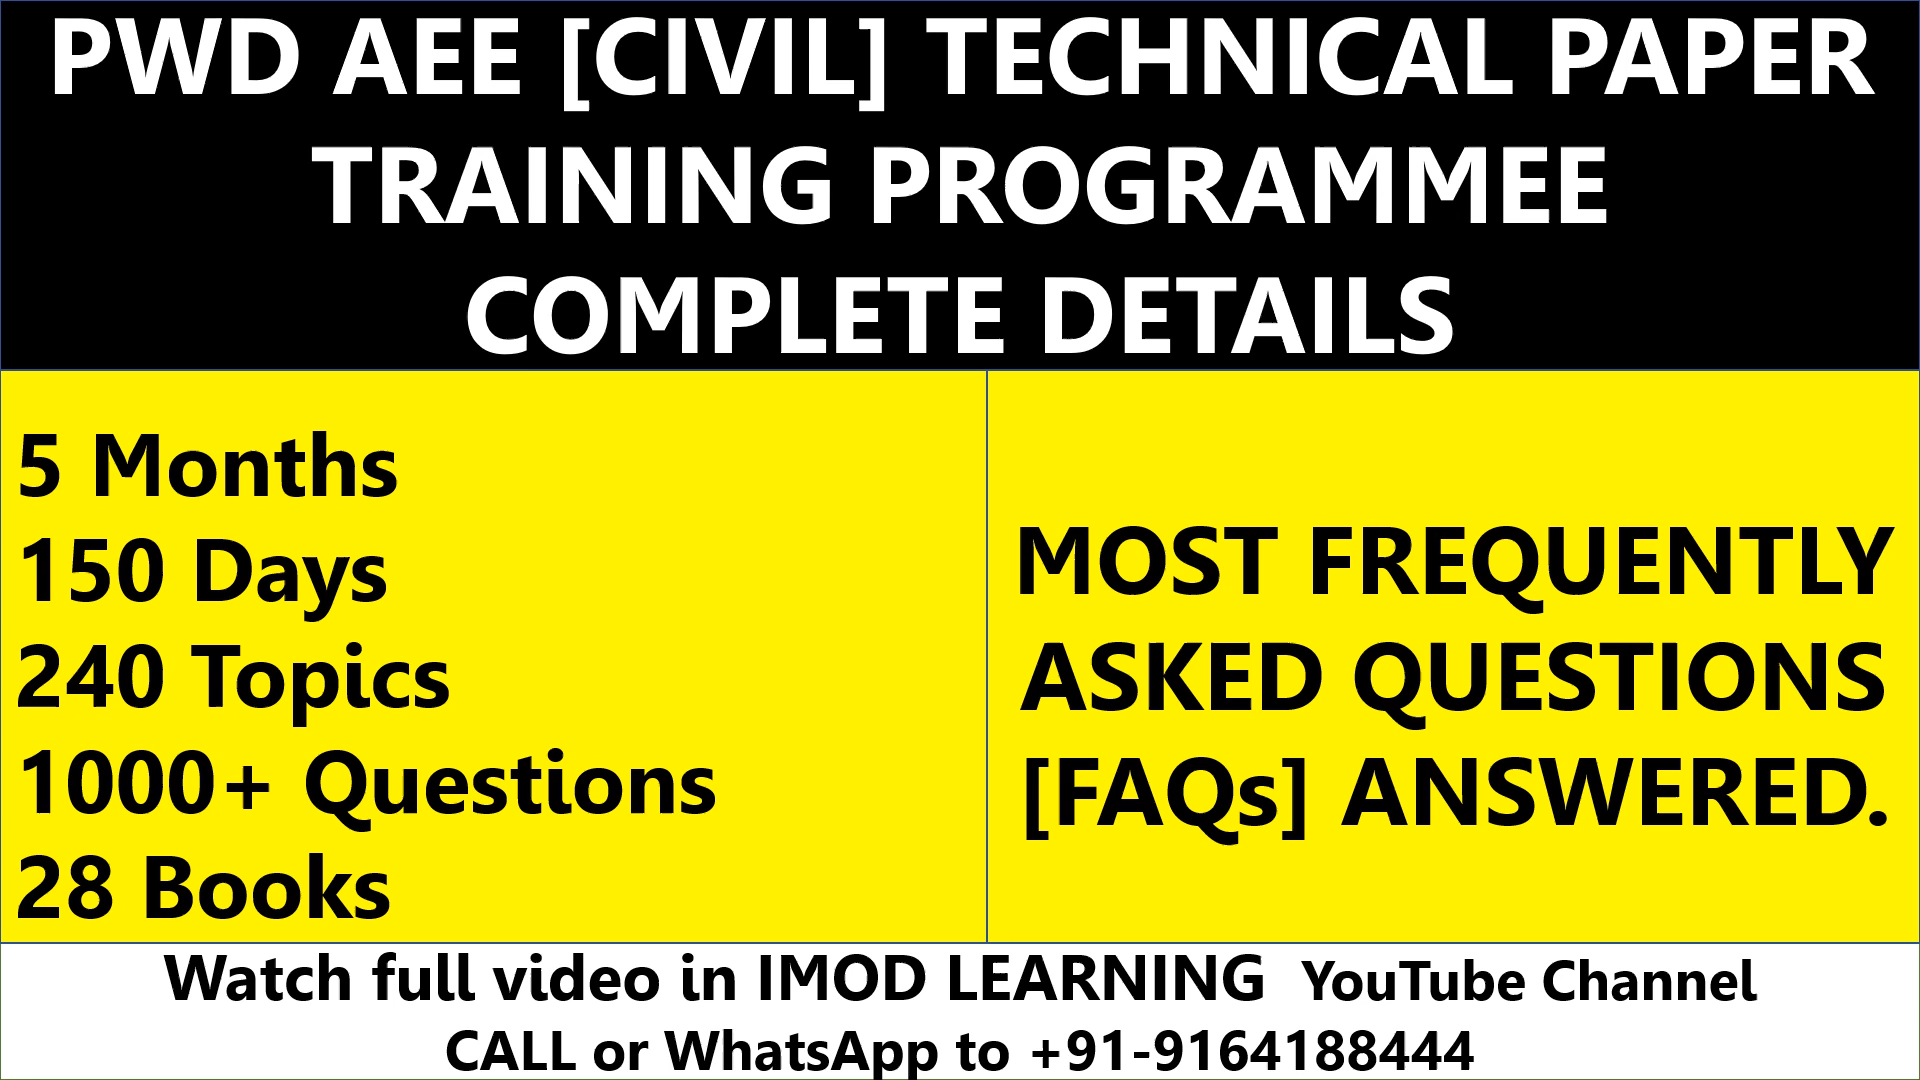 PWD AEE [CIVIL] TECHNICAL PAPER
TRAINING PROGRAMMEE
COMPLETE DETAILS
5 Months
150 Days
240 Topics
1000+ Questions
28 Books
MOST FREQUENTLY
ASKED QUESTIONS
[FAQs] ANSWERED.
Watch full video in IMOD LEARNING YouTube Channel
CALL or WhatsApp to +91-9164188444